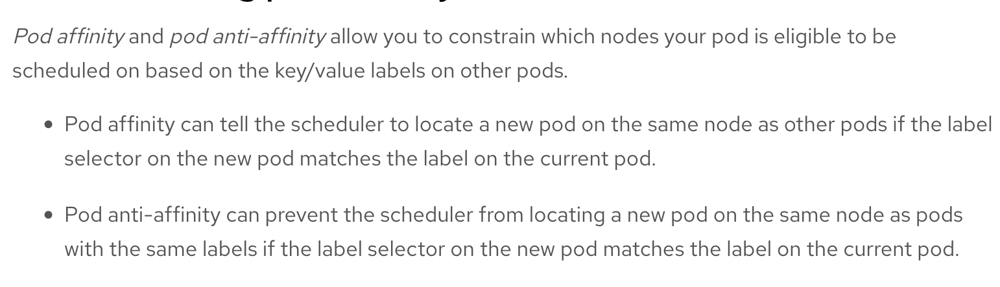 Pod affinity and pod anti-affinity allow you to constrain which nodes your pod is eligible to be
scheduled on based on the key/value labels on other pods.
• Pod affinity can tell the scheduler to locate a new pod on the same node as other pods if the label
selector on the new pod matches the label on the current pod.
• Pod anti-affinity can prevent the scheduler from locating a new pod on the same node as pods
with the same labels if the label selector on the new pod matches the label on the current pod.